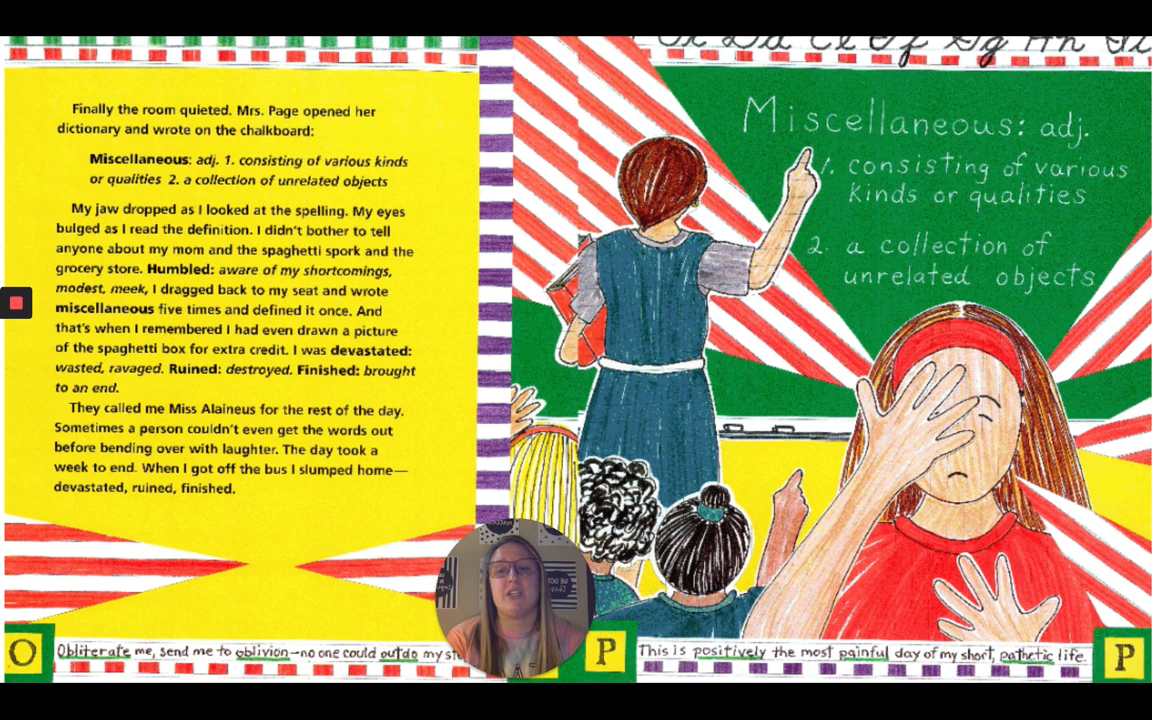 Finally the room quieted. Mrs. Page opened her
dictionary and wrote on the chalkboard:
Miscellaneous: adj. 1. consisting of various kinds
or qualities 2. a collection of unrelated objects
My jaw dropped as I looked at the spelling. My eyes
bulged as I read the definition. I didn't bother to tell
anyone about my mom and the spaghetti spork and the
grocery store. Humbled: aware of my shortcomings,
modest, meek, I dragged back to my seat and wrote
miscellaneous five times and defined it once. And
that's when I remembered I had even drawn a picture
of the spaghetti box for extra credit. I was devastated:
wasted, ravaged. Ruined: destroyed. Finished: brought
to an end.
They called me Miss Alaineus for the rest of the day.
Sometimes a person couldn't even get the words out
before bending over with laughter. The day took a
week to end. When I got off the bus I slumped home—
devastated, ruined, finished.
O
Obliterate me, send me to oblivion—no one could outdo my
Miscellaneous: adj.
1. consisting of various
kinds or qualities
2. a collection of
unrelated objects
P
This is positively the most painful day of my short, pathetic life.
P